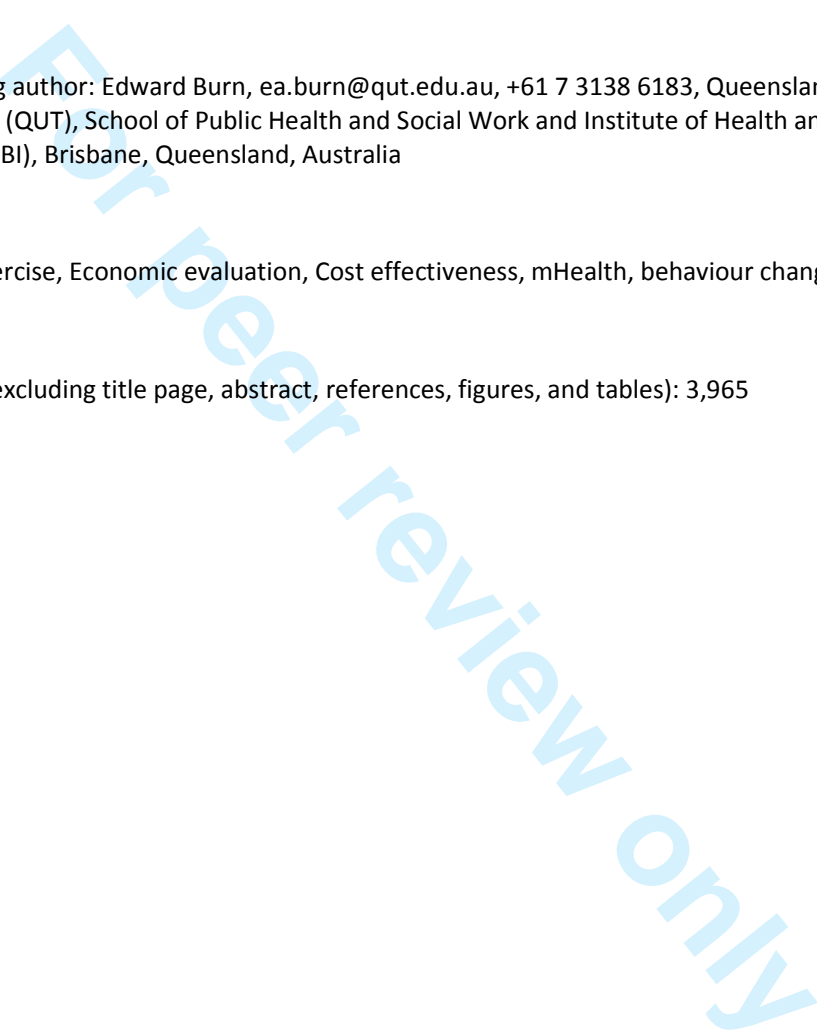 g author: Edward Burn, ea.burn@qut.edu.au, +61 7 3138 6183, Queenslan
(QUT), School of Public Health and Social Work and Institute of Health an
BI), Brisbane, Queensland, Australia
ercise, Economic evaluation, Cost effectiveness, mHealth, behaviour chang
excluding title page, abstract, references, figures, and tables): 3,965
For peer review only